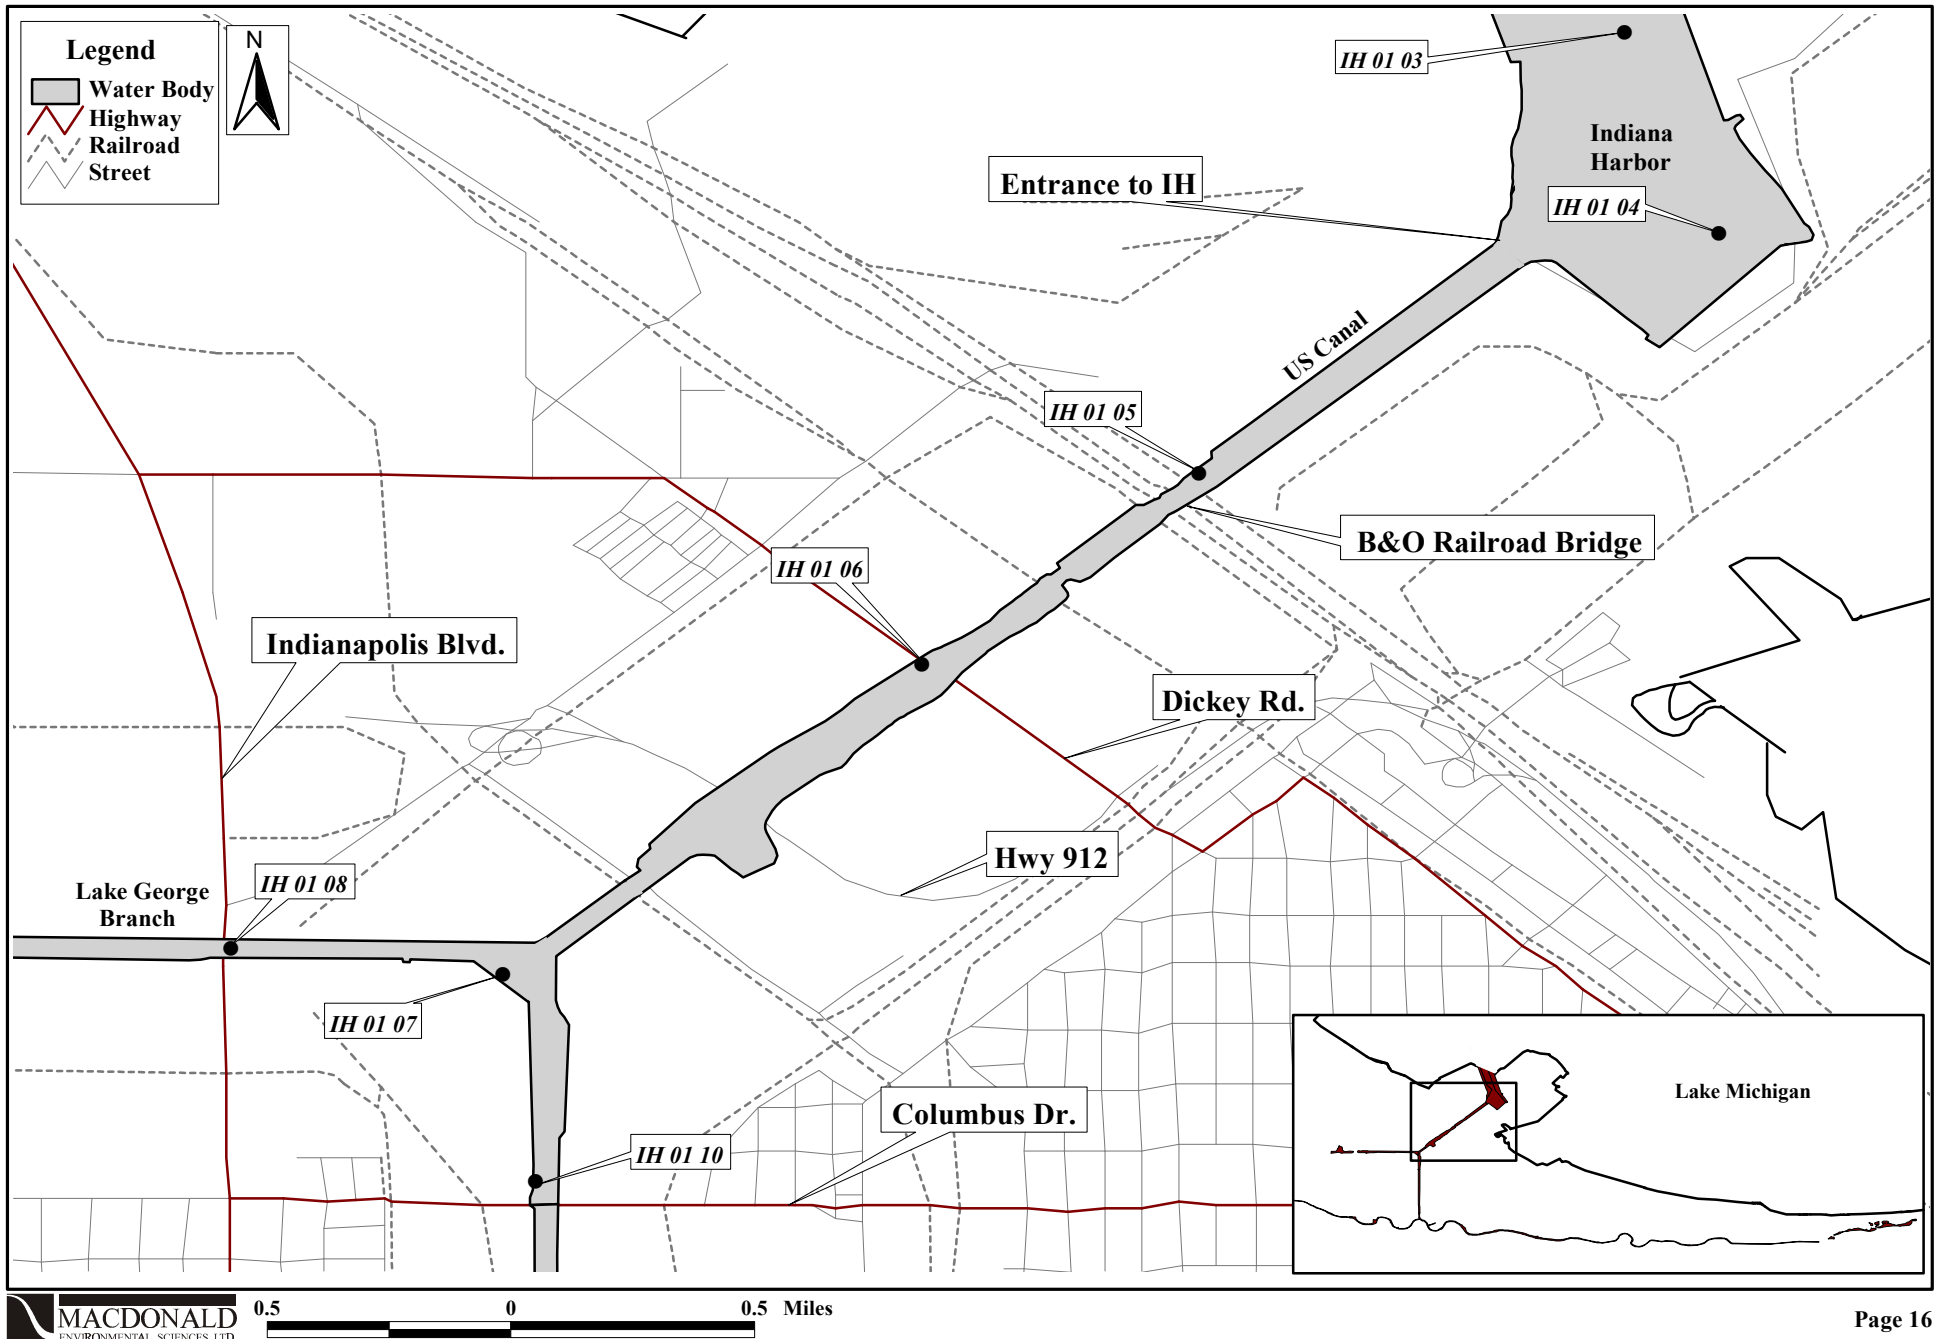 Legend
Water Body
Highway
Railroad
Street
N
IH 01 03
Indiana
Harbor
Entrance to IH
IH 01 04
US Canal
IH 01 05
B&O Railroad Bridge
IH 01 06
Indianapolis Blvd.
Dickey Rd.
Hwy 912
Lake George
Branch
IH 01 08
IH 01 07
Columbus Dr.
IH 01 10
Lake Michigan
MACDONALD
ENVIRONMENTAL SCIENCES LTD.
0.5 0 0.5 Miles
Page 16